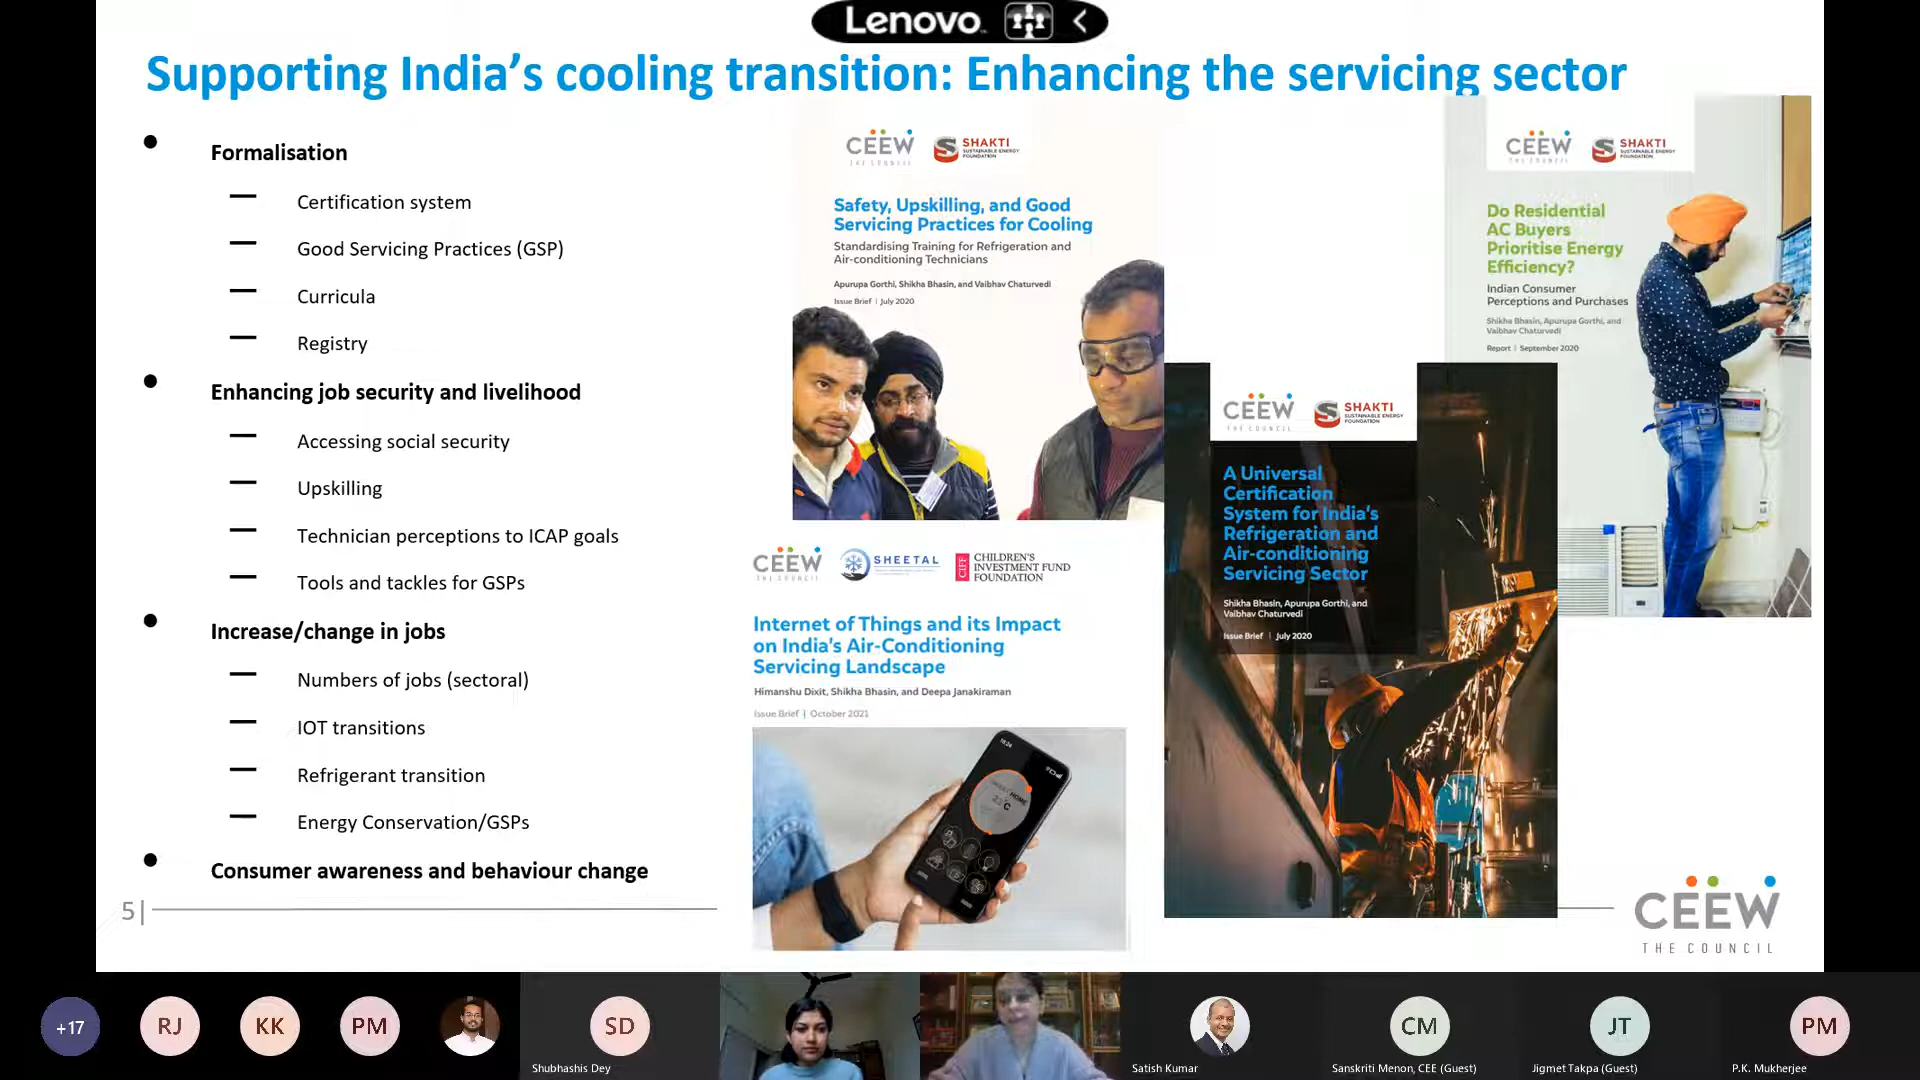 Lenovo
Supporting India's cooling transition: Enhancing the servicing sector
Formalisation
Certification system
Good Servicing Practices (GSP)
Curricula
Registry
Enhancing job security and livelihood
Accessing social security
Upskilling
Technician perceptions to ICAP goals
Tools and tackles for GSPs
Increase/change in jobs
Numbers of jobs (sectoral)
IOT transitions
Refrigerant transition
Energy Conservation/GSPs
Consumer awareness and behaviour change
5|
CEEW
THE COUNCIL
SHAKTI
SUSTAINABLE ENERGY
FOUNDATION
Safety, Upskilling, and Good
Servicing Practices for Cooling
Standardising Training for Refrigeration and
Air-conditioning Technicians
Apurupa Gorthi, Shikha Bhasin, and Vaibhav Chaturvedi
Issue Brief | July 2020
CEEW
THE COUNCIL
SHAKTI
SUSTAINABLE ENERGY
FOUNDATION
Do Residential
AC Buyers
Prioritise Energy
Efficiency?
Indian Consumer
Perceptions and Purchases
Shikha Bhasin, Apurupa Gorthi, and
Vaibhav Chaturvedi
Report | September 2020
CEEW
THE COUNCIL
SHAKTI
SUSTAINABLE ENERGY
FOUNDATION
A Universal
Certification
System for India's
Refrigeration and
Air-conditioning
Servicing Sector
Shikha Bhasin, Apurupa Gorthi, and
Vaibhav Chaturvedi
Issue Brief | July 2020
CEEW
THE COUNCIL
SHEETAL
CIFF
CHILDREN'S
INVESTMENT FUND
FOUNDATION
Internet of Things and its Impact
on India's Air-Conditioning
Servicing Landscape
Himanshu Dixit, Shikha Bhasin, and Deepa Janakiraman
Issue Brief | October 2021
CEEW
THE COUNCIL
+17
RJ
KK
PM
SD
CM
JT
PM
Shubhashis Dey
Satish Kumar
Sanskriti Menon, CEE (Guest)
Jigmet Takpa (Guest)
P.K. Mukherjee